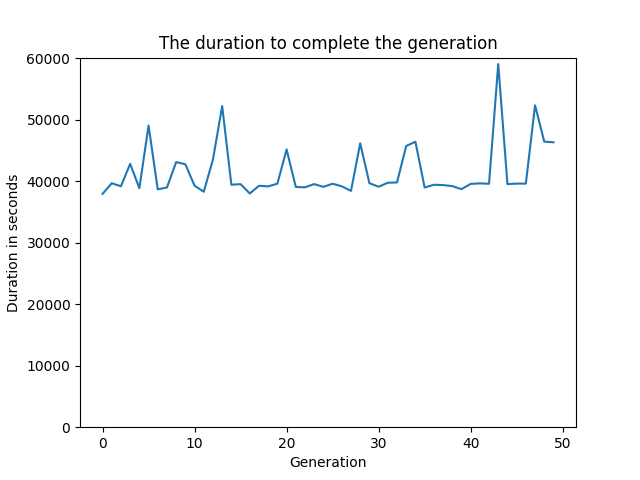 The duration to complete the generation
60000
50000
40000
30000
20000
10000
0
Duration in seconds
0 10 20 30 40 50
Generation